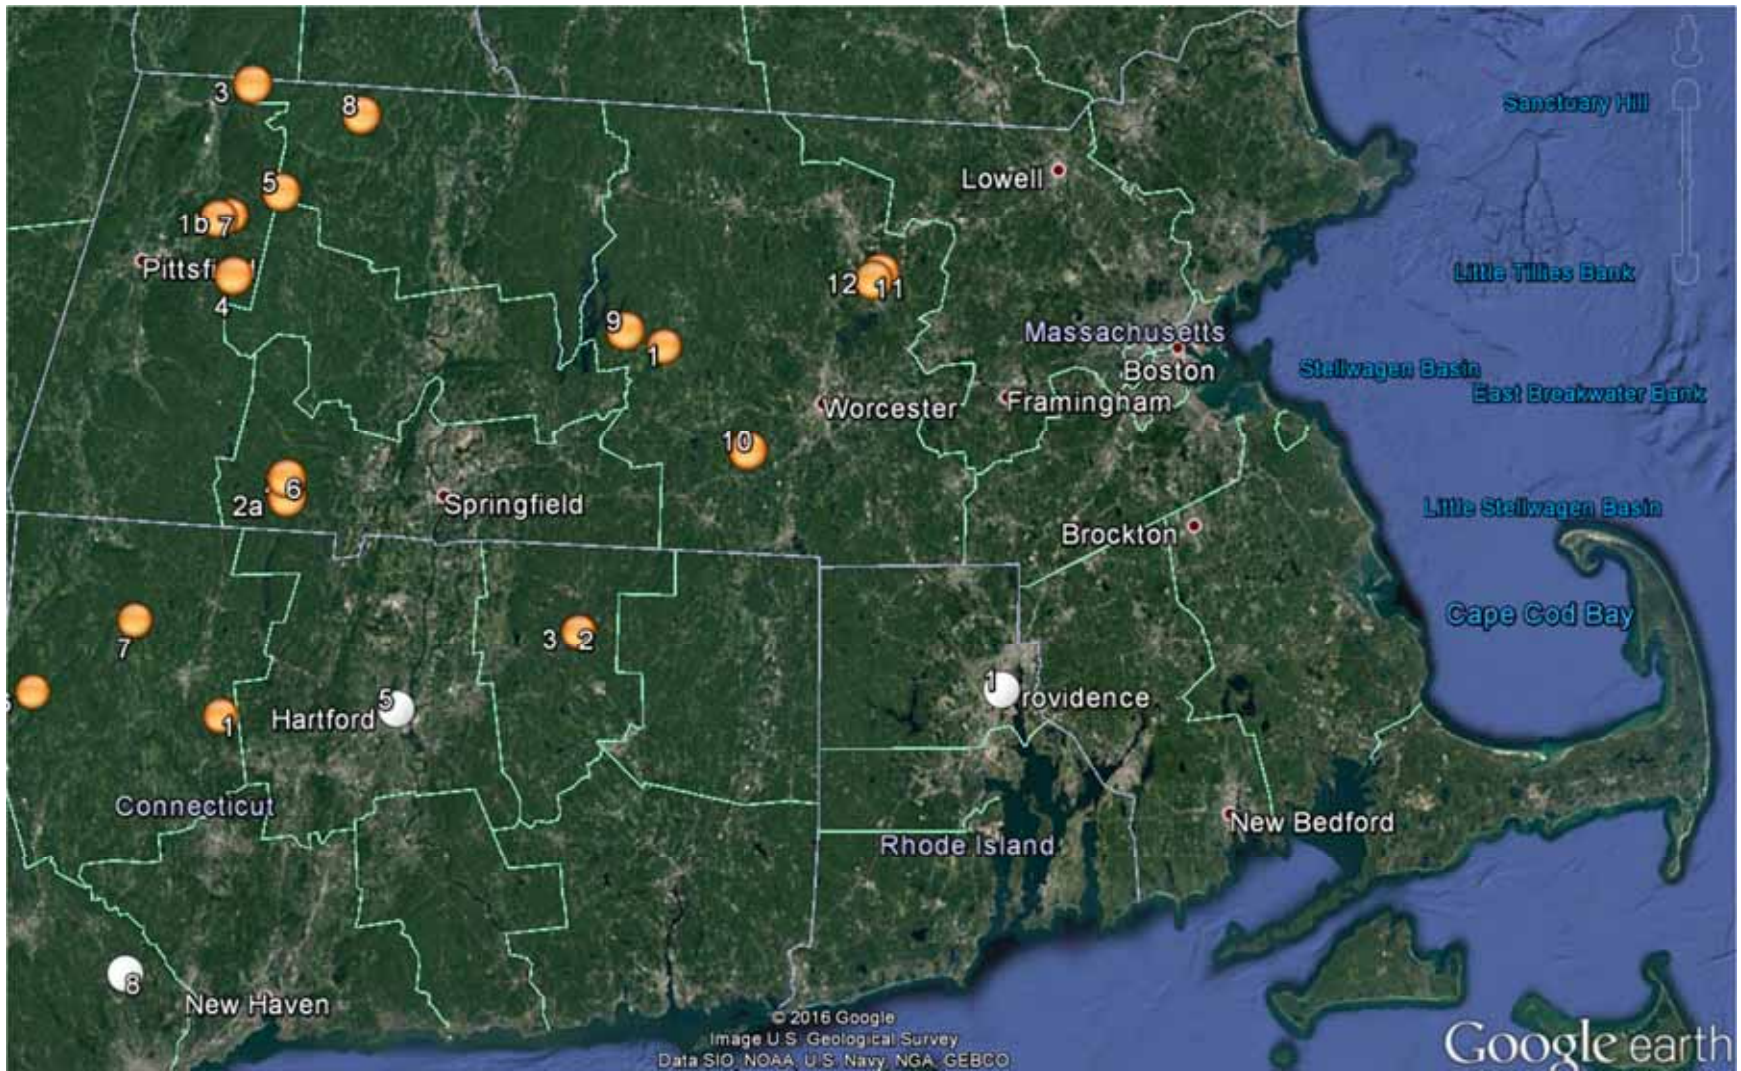 Sanctuary Hill
3
8
Lowell
5
1b 7
Pittsfi d
4
12 11
Little Tillies Bank
9
1
Massachusetts
Boston
Stellwagen Basin
East Breakwater Bank
Worcester
Framingham
10
6
2a
Springfield
Little Stellwagen Basin
Brockton
Cape Cod Bay
7
3 2
1
rovidence
5
Hartford
1
Connecticut
New Bedford
Rhode Island
8
New Haven
© 2016 Google
Image U.S. Geological Survey
Data SIO, NOAA, U.S. Navy, NGA, GEBCO
Google earth